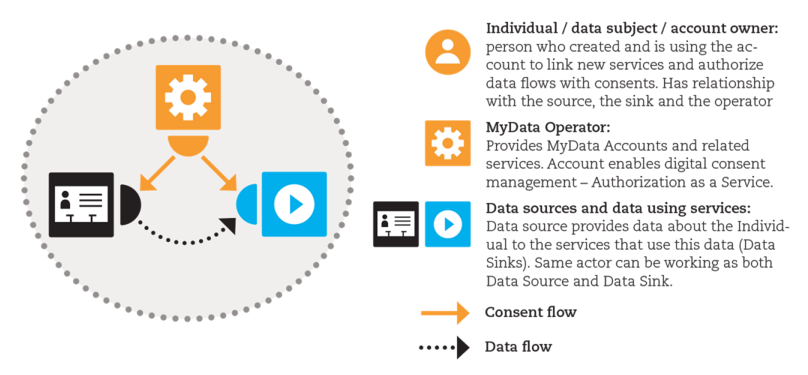 Individual / data subject / account owner:
person who created and is using the ac-
count to link new services and authorize
data flows with consents. Has relationship
with the source, the sink and the operator
MyData Operator:
Provides MyData Accounts and related
services. Account enables digital consent
management – Authorization as a Service.
Data sources and data using services:
Data source provides data about the Individ-
ual to the services that use this data (Data
Sinks). Same actor can be working as both
Data Source and Data Sink.
Consent flow
Data flow